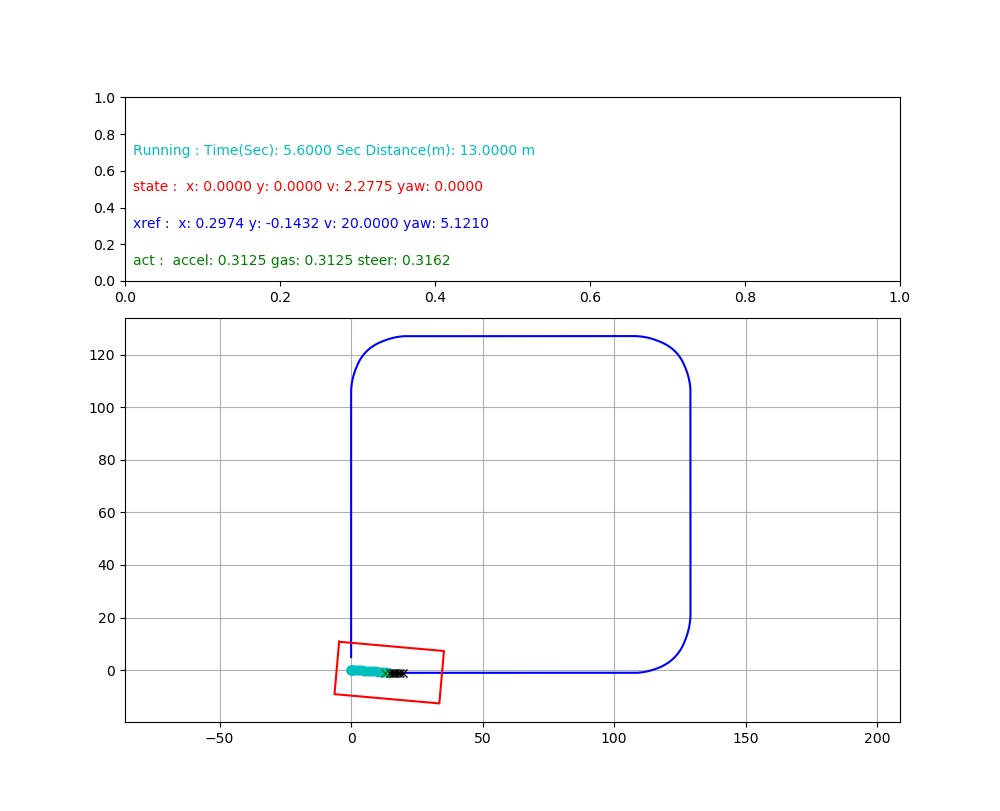 1.0
0.8
Running : Time(Sec): 5.6000 Sec Distance(m): 13.0000 m
0.6
state :  x: 0.0000 y: 0.0000 v: 2.2775 yaw: 0.0000
0.4
xref :  x: 0.2974 y: -0.1432 v: 20.0000 yaw: 5.1210
0.2
act :  accel: 0.3125 gas: 0.3125 steer: 0.3162
0.0
0.0 0.2 0.4 0.6 0.8 1.0
120
100
80
60
40
20
0
−50 0 50 100 150 200